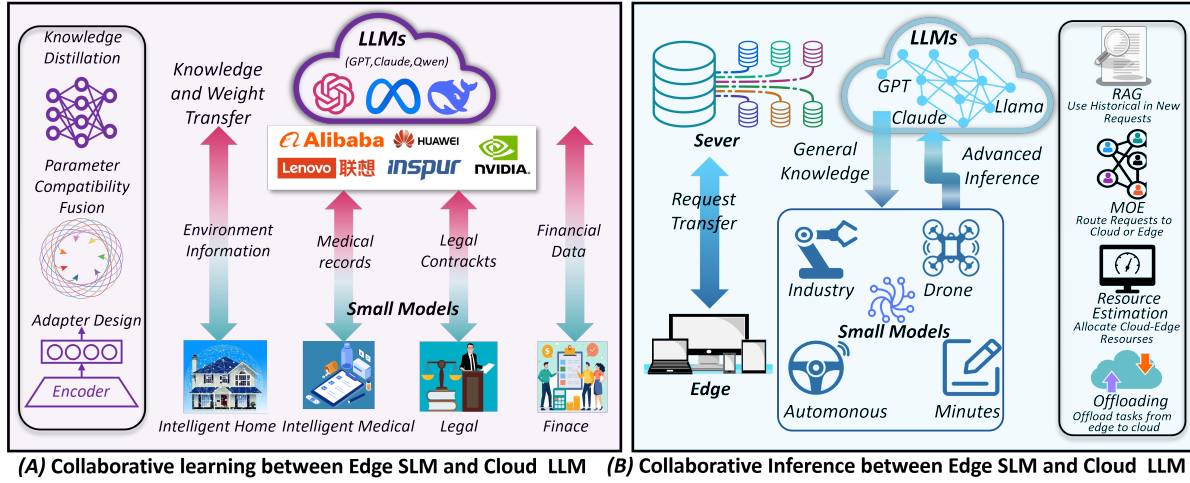 Knowledge
Distillation
Parameter
Compatibility
Fusion
Adapter Design
Encoder
Knowledge
and Weight
Transfer
LLMs
(GPT,Claude,Qwen)
Alibaba
HUAWEI
Lenovo 联想
inspur
nVIDIA.
Environment
Information
Medical
records
Legal
Contrackts
Financial
Data
Small Models
Intelligent Home
Intelligent Medical
Legal
Finace
(A) Collaborative learning between Edge SLM and Cloud LLM
Sever
Request
Transfer
Edge
LLMs
GPT
Claude
Llama
General
Knowledge
Advanced
Inference
Industry
Drone
Small Models
Automonous
Minutes
RAG
Use Historical in New
Requests
MOE
Route Requests to
Cloud or Edge
Resource
Estimation
Allocate Cloud-Edge
Resourses
Offloading
Offload tasks from
edge to cloud
(B) Collaborative Inference between Edge SLM and Cloud LLM